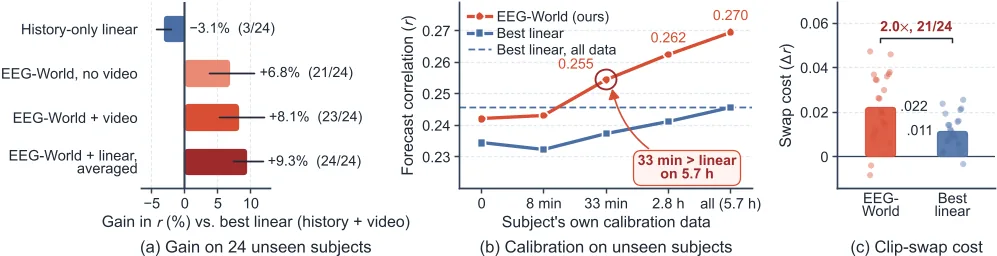 History-only linear
−3.1% (3/24)
EEG-World, no video
+6.8% (21/24)
EEG-World + video
+8.1% (23/24)
EEG-World + linear,
averaged
+9.3% (24/24)
−5 0 5 10
Gain in r (%) vs. best linear (history + video)
(a) Gain on 24 unseen subjects
Forecast correlation (r)
0.27
0.26
0.25
0.24
0.23
EEG-World (ours)
Best linear
Best linear, all data
0.255
0.262
0.270
33 min > linear
on 5.7 h
0 8 min 33 min 2.8 h all (5.7 h)
Subject's own calibration data
(b) Calibration on unseen subjects
Swap cost (Δr)
0.06
0.04
0.02
0
2.0×, 21/24
.022
.011
EEG-
World
Best
linear
(c) Clip-swap cost